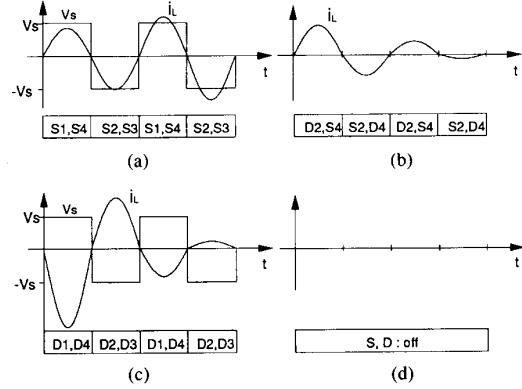 Vs Vs iL
t
-Vs
S1,S4 S2,S3 S1,S4 S2,S3
(a)
iL
t
D2,S4 S2,D4 D2,S4 S2,D4
(b)
Vs Vs iL
t
-Vs
D1,D4 D2,D3 D1,D4 D2,D3
(c)
t
S, D : off
(d)